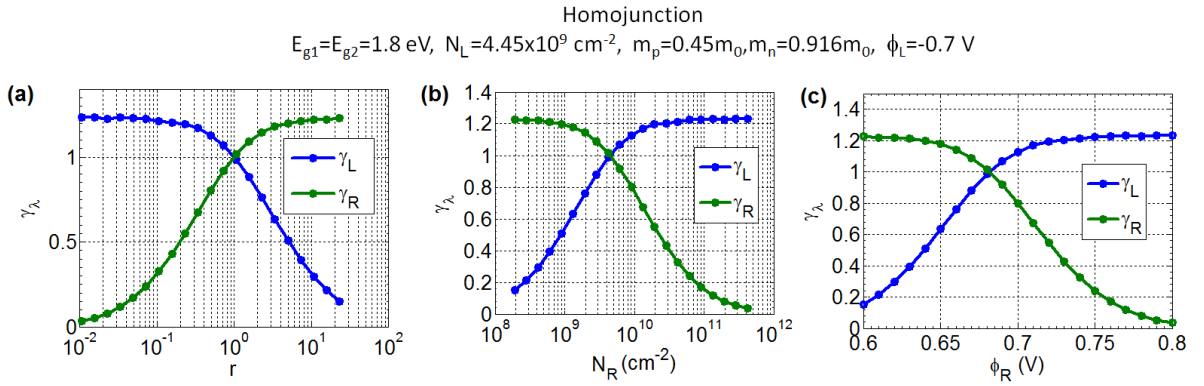 Homojunction
E_g1=E_g2=1.8 eV, N_L=4.45x10^9 cm^-2, m_p=0.45m_0,m_n=0.916m_0, ϕ_L=-0.7 V
(a)
γ_λ
1
0.5
0
10^-2 10^-1 10^0 10^1 10^2
r
γ_L
γ_R
(b)
γ_λ
1.4
1.2
1
0.8
0.6
0.4
0.2
0
10^8 10^9 10^10 10^11 10^12
N_R (cm^-2)
γ_L
γ_R
(c)
γ_λ
1.4
1.2
1
0.8
0.6
0.4
0.2
0
0.6 0.65 0.7 0.75 0.8
ϕ_R (V)
γ_L
γ_R